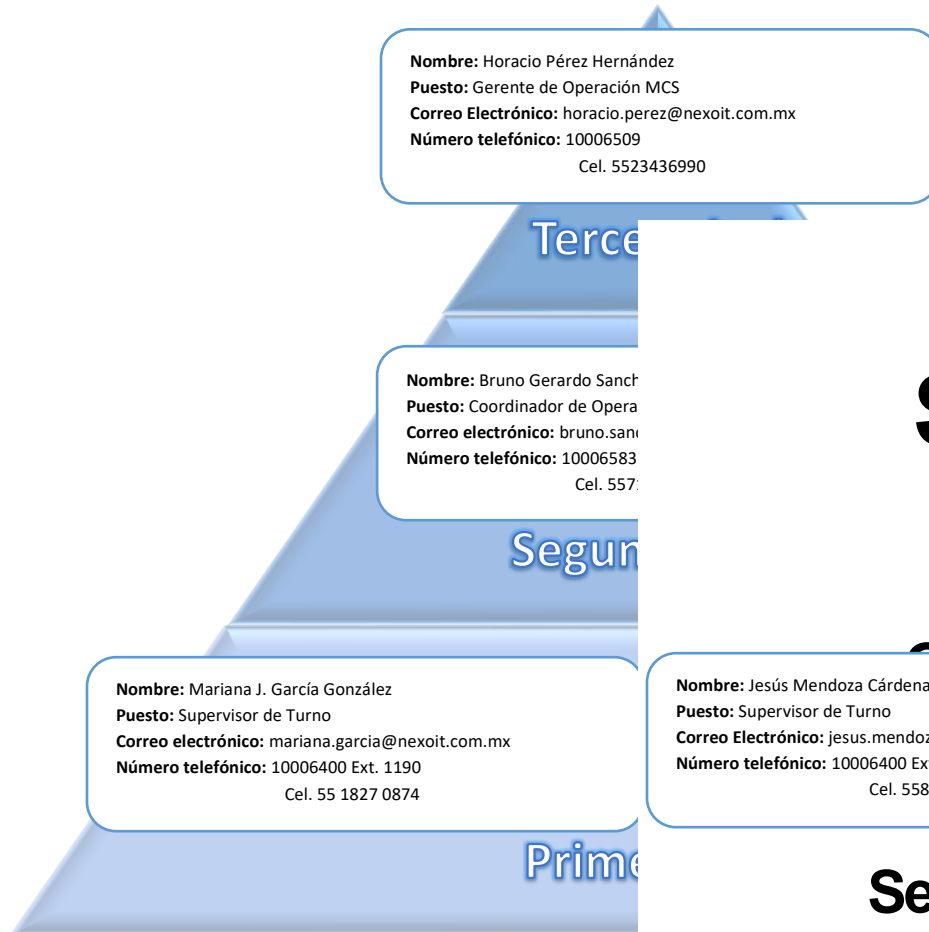 Nombre: Horacio Pérez Hernández
Puesto: Gerente de Operación MCS
Correo Electrónico: horacio.perez@nexoit.com.mx
Número telefónico: 10006509
Cel. 5523436990
Terce
Nombre: Bruno Gerardo Sanch
Puesto: Coordinador de Opera
Correo electrónico: bruno.san
Número telefónico: 10006583
Cel. 557
Segun
Nombre: Mariana J. García González
Puesto: Supervisor de Turno
Correo electrónico: mariana.garcia@nexoit.com.mx
Número telefónico: 10006400 Ext. 1190
Cel. 55 1827 0874
Nombre: Jesús Mendoza Cárdena
Puesto: Supervisor de Turno
Correo Electrónico: jesus.mendoz
Número telefónico: 10006400 Ex
Cel. 558
Prime
Se